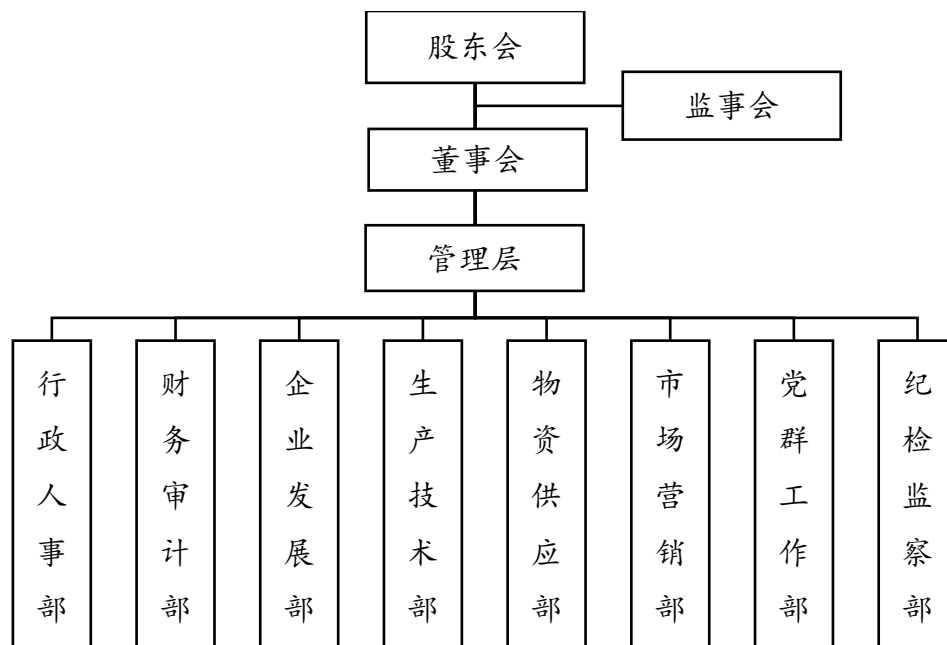 股东会
监事会
董事会
管理层
行政人事部
财务审计部
企业发展部
生产技术部
物资供应部
市场营销部
党群工作部
纪检监察部